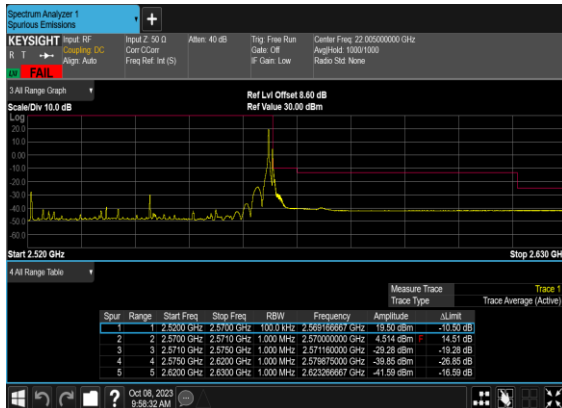 Spectrum Analyzer 1
Spurious Emissions
+
KEYSIGHT Input: RF Input Z: 50 Ω Atten: 40 dB Trig: Free Run Center Freq: 22.005000000 GHz
R T Coupling: DC Corr CCorr Gate: Off Avg|Hold: 1000/1000
Align: Auto Freq Ref: Int (S) IF Gain: Low Radio Std: None
FAIL
3 All Range Graph
Ref Lvl Offset 8.60 dB
Scale/Div 10.0 dB Ref Value 30.00 dBm
Log
20.0
10.0
0.00
-10.0
-20.0
-30.0
-40.0
-50.0
-60.0
Start 2.520 GHz Stop 2.630 GH
4 All Range Table
Measure Trace Trace 1
Trace Type Trace Average (Active)
Spur Range Start Freq Stop Freq RBW Frequency Amplitude ΔLimit
1 1 2.5200 GHz 2.5700 GHz 100.0 kHz 2.569166667 GHz 19.50 dBm -10.50 dB
2 2 2.5700 GHz 2.5710 GHz 1.000 MHz 2.570000000 GHz 4.514 dBm F 14.51 dB
3 3 2.5710 GHz 2.5750 GHz 1.000 MHz 2.571160000 GHz -29.28 dBm -19.28 dB
4 4 2.5750 GHz 2.6200 GHz 1.000 MHz 2.579875000 GHz -39.85 dBm -26.85 dB
5 5 2.6200 GHz 2.6300 GHz 1.000 MHz 2.623266667 GHz -41.59 dBm -16.59 dB
?
Oct 08, 2023
9:58:32 AM